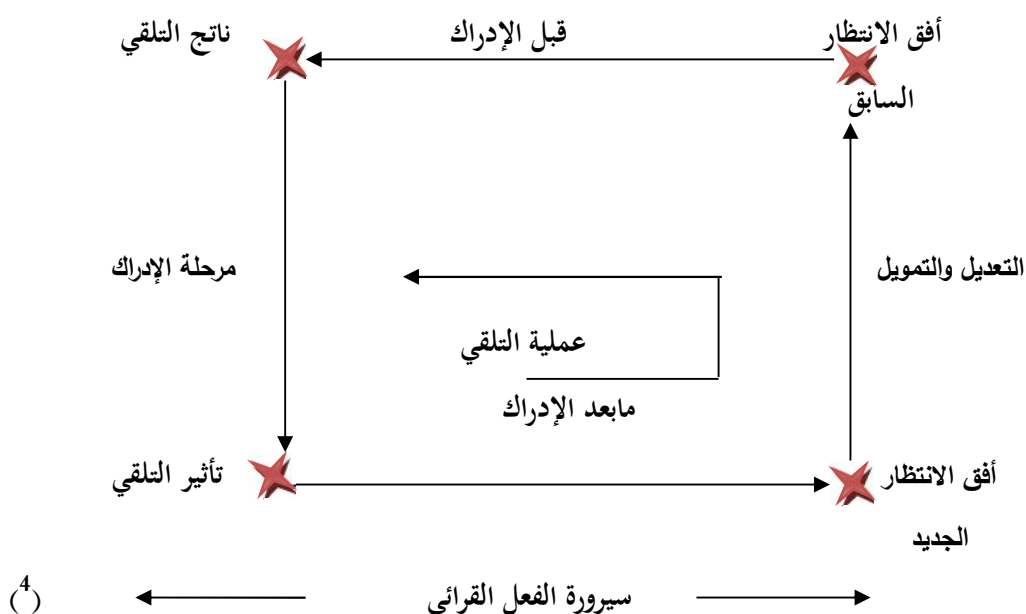 أفق الانتظار قبل الإدراك ناتج التلقي
السابق
التعديل والتمويل مرحلة الإدراك
عملية التلقي
مابعد الإدراك
أفق الانتظار تأثير التلقي
الجديد
سيرورة الفعل القرائي (4)